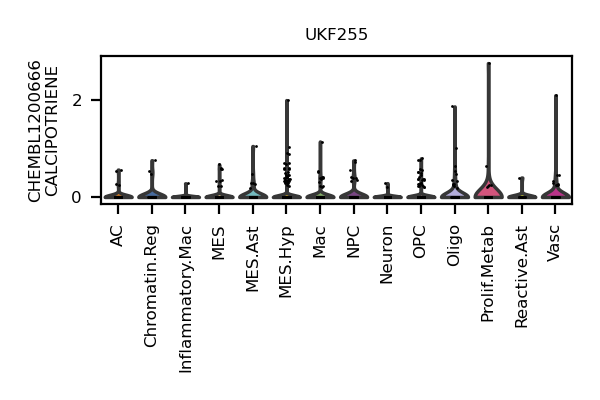 UKF255
CHEMBL1200666
CALCIPOTRIENE
2
0
AC
Chromatin.Reg
Inflammatory.Mac
MES
MES.Ast
MES.Hyp
Mac
NPC
Neuron
OPC
Oligo
Prolif.Metab
Reactive.Ast
Vasc